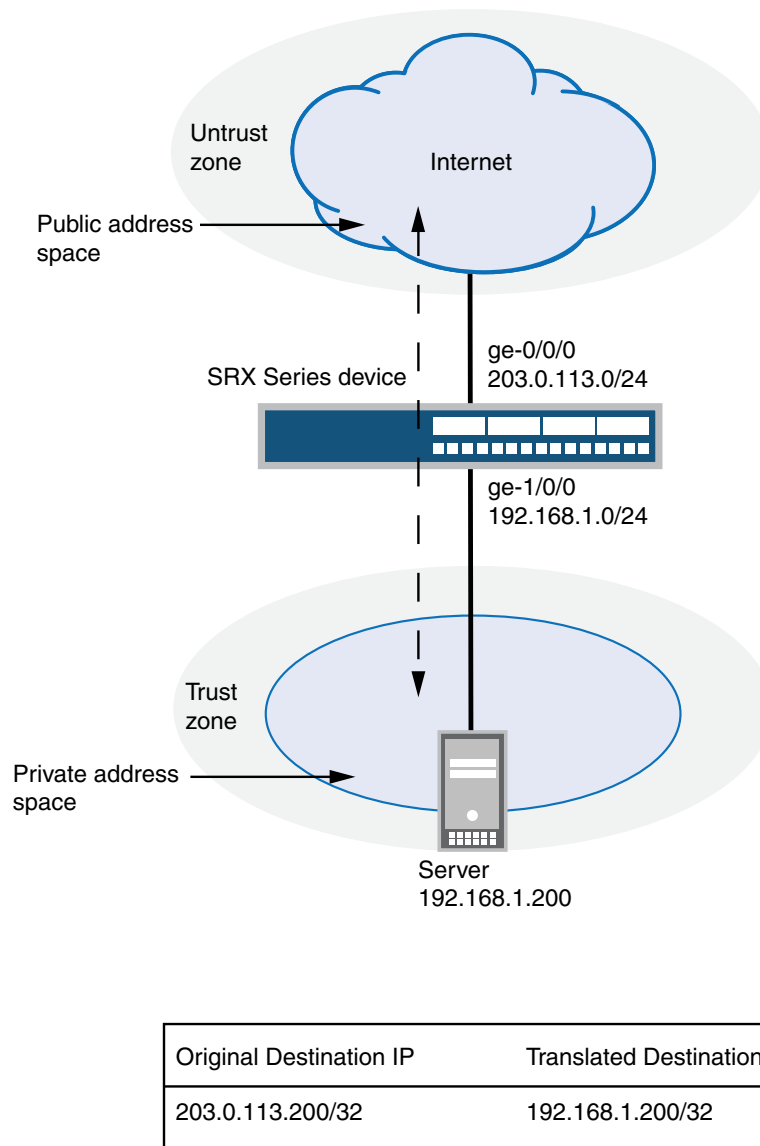 Untrust
zone
Internet
Public address
space
ge-0/0/0
203.0.113.0/24
SRX Series device
ge-1/0/0
192.168.1.0/24
Trust
zone
Private address
space
Server
192.168.1.200
Original Destination IP Translated Destination
203.0.113.200/32 192.168.1.200/32